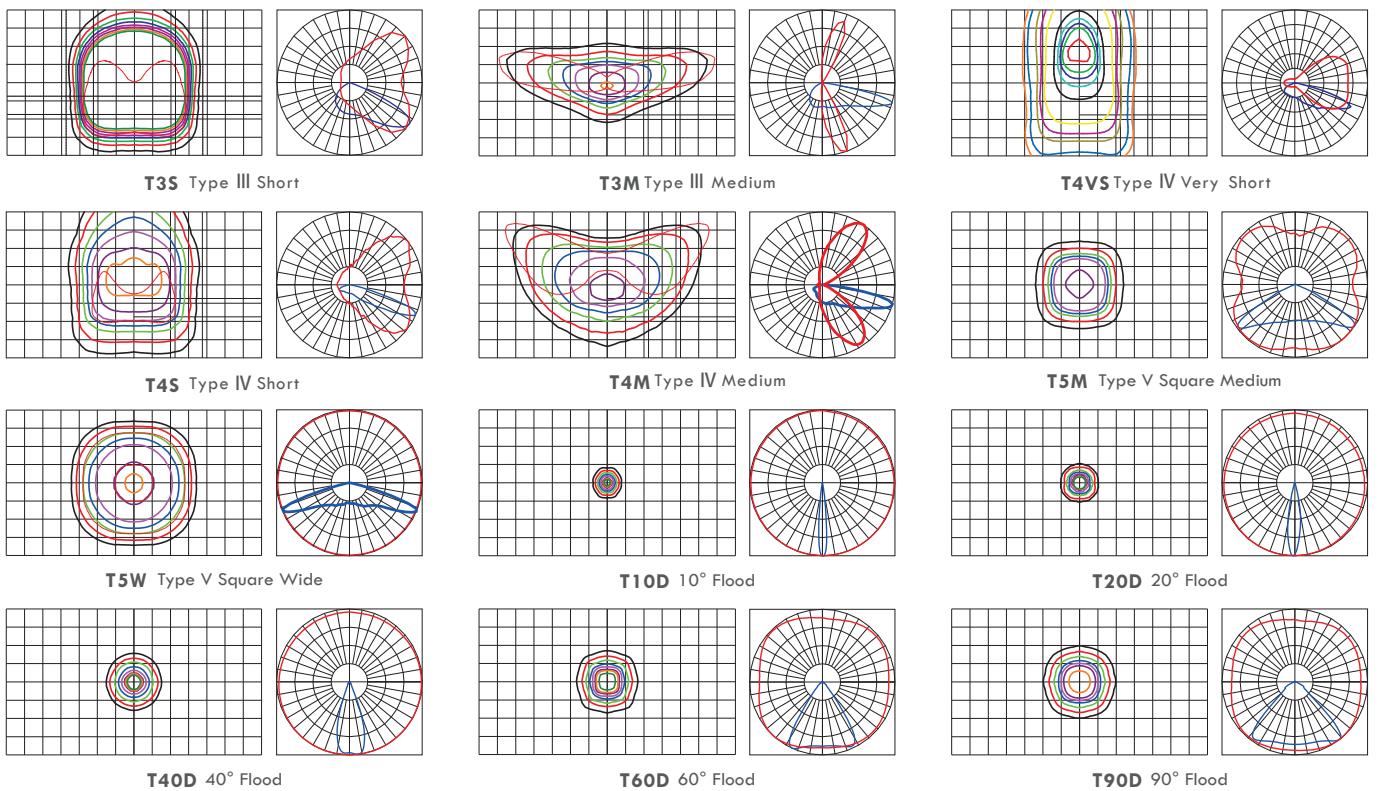 T3S Type III Short
T3M Type III Medium
T4VS Type IV Very Short
T4S Type IV Short
T4M Type IV Medium
T5M Type V Square Medium
T5W Type V Square Wide
T10D 10° Flood
T20D 20° Flood
T40D 40° Flood
T60D 60° Flood
T90D 90° Flood